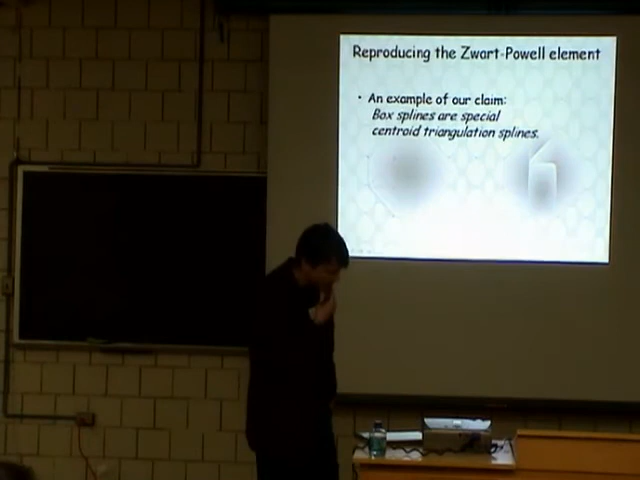 Reproducing the Zwart-Powell element
• An example of our claim:
Box splines are special
centroid triangulation splines.